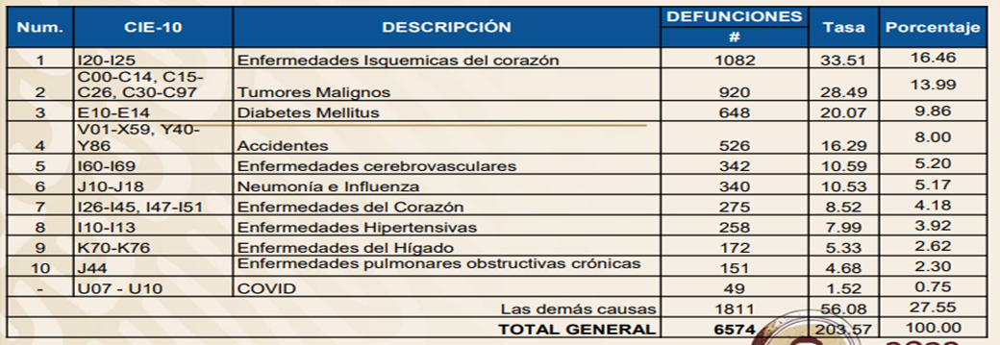 Num. CIE-10 DESCRIPCIÓN DEFUNCIONES # Tasa Porcentaje
1 I20-I25 Enfermedades Isquemicas del corazón 1082 33.51 16.46
2 C00-C14, C15-C26, C30-C97 Tumores Malignos 920 28.49 13.99
3 E10-E14 Diabetes Mellitus 648 20.07 9.86
4 V01-X59, Y40-Y86 Accidentes 526 16.29 8.00
5 I60-I69 Enfermedades cerebrovasculares 342 10.59 5.20
6 J10-J18 Neumonía e Influenza 340 10.53 5.17
7 I26-I45, I47-I51 Enfermedades del Corazón 275 8.52 4.18
8 I10-I13 Enfermedades Hipertensivas 258 7.99 3.92
9 K70-K76 Enfermedades del Hígado 172 5.33 2.62
10 J44 Enfermedades pulmonares obstructivas crónicas 151 4.68 2.30
- U07 - U10 COVID 49 1.52 0.75
Las demás causas 1811 56.08 27.55
TOTAL GENERAL 6574 203.57 100.00